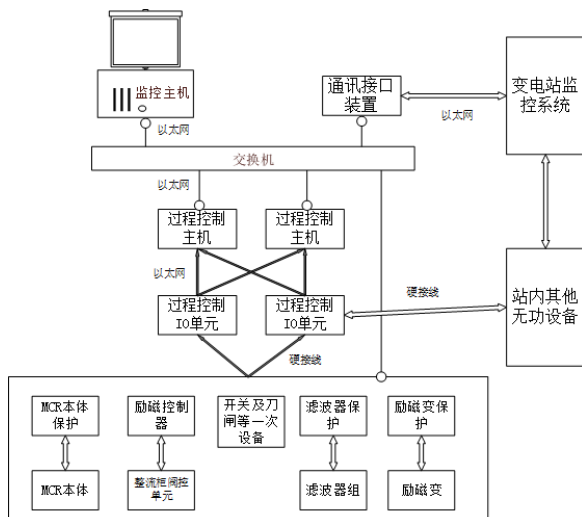 监控主机
通讯接口
装置
变电站监
控系统
以太网
以太网
交换机
以太网
过程控制
主机
过程控制
主机
以太网
过程控制
IO单元
过程控制
IO单元
硬接线
站内其他
无功设备
硬接线
MCR本体
保护
励磁控制
器
开关及刀
闸等一次
设备
滤波器保
护
励磁变保
护
MCR本体
整流柜阀控
单元
滤波器组
励磁变